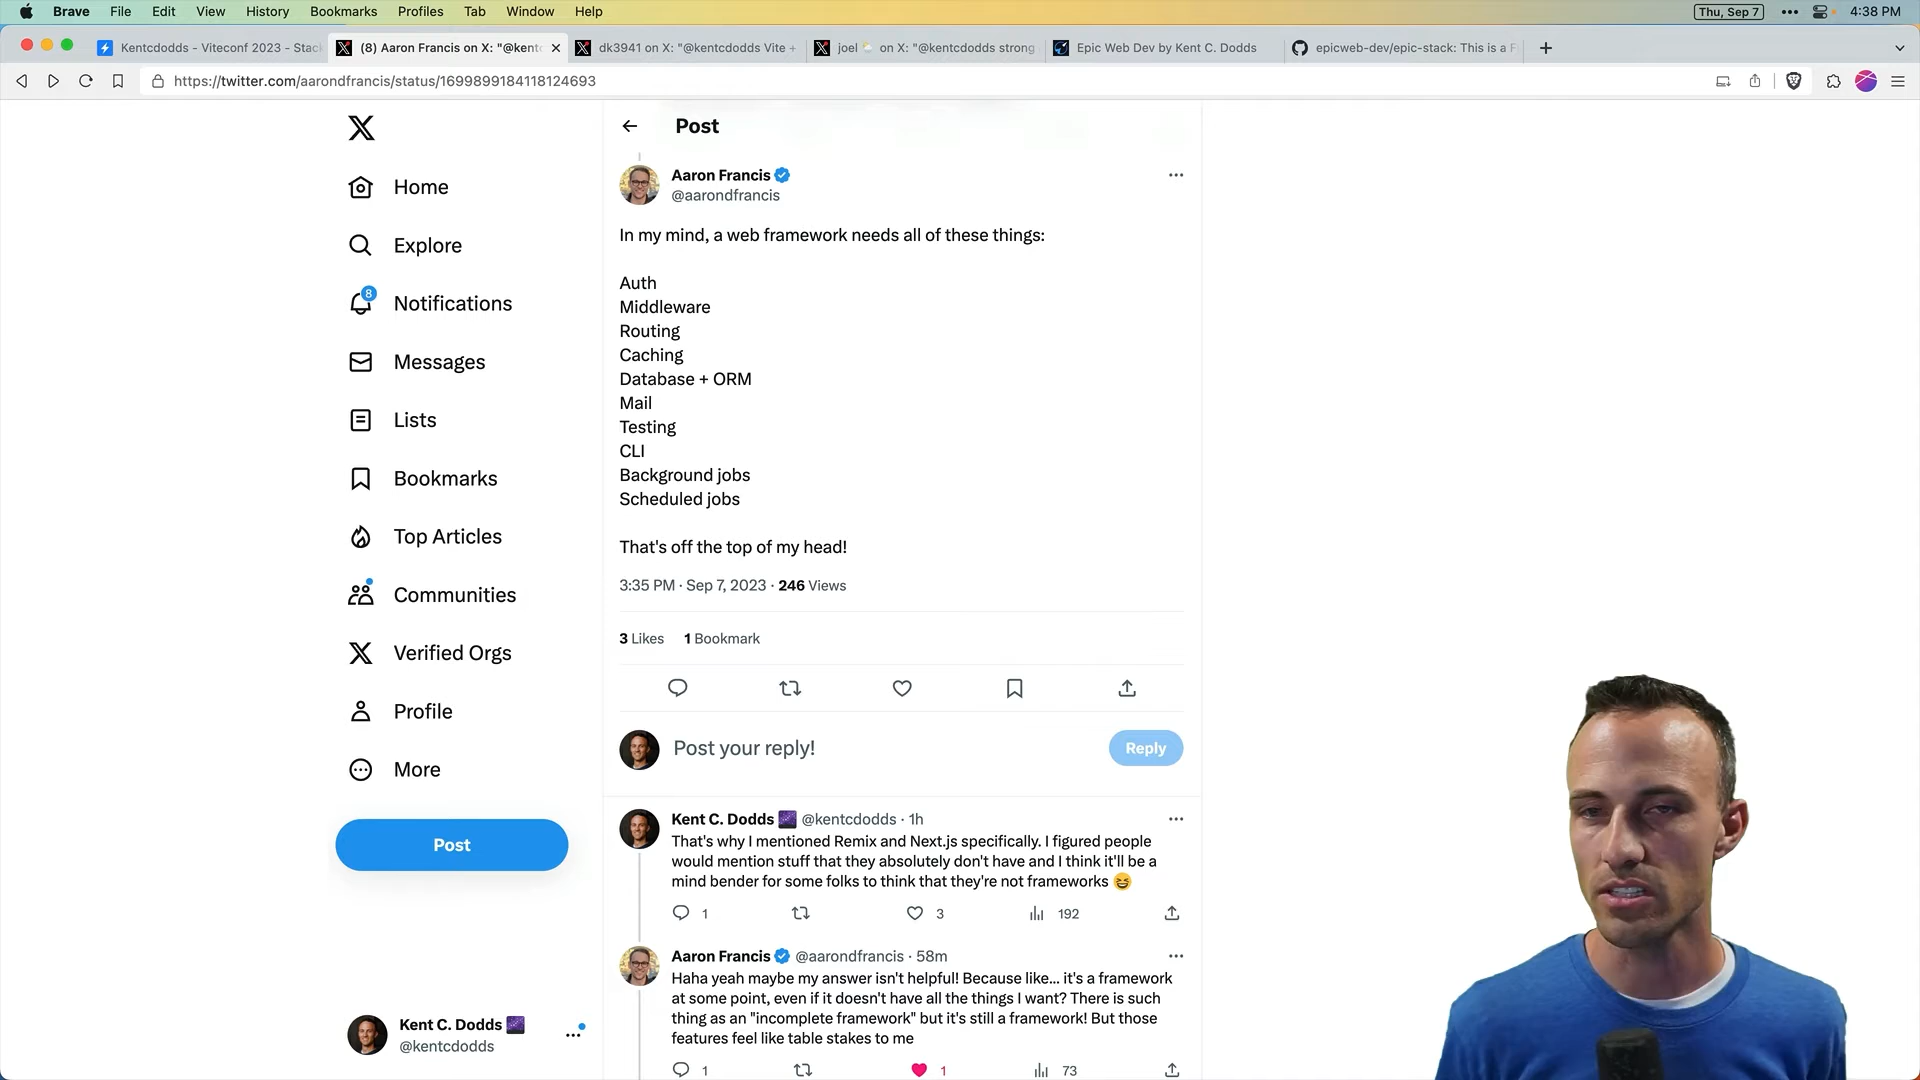 Brave File Edit View History Bookmarks Profiles Tab Window Help
Thu, Sep 7 4:38 PM
Kentcdodds - Viteconf 2023 - Stack
(8) Aaron Francis on X: "@kentc
dk3941 on X: "@kentcdodds Vite +
joel on X: "@kentcdodds strong
Epic Web Dev by Kent C. Dodds
epicweb-dev/epic-stack: This is a F
https://twitter.com/aarondfrancis/status/1699899184118124693
Home
Explore
8
Notifications
Messages
Lists
Bookmarks
Top Articles
Communities
Verified Orgs
Profile
More
Post
Kent C. Dodds
@kentcdodds
Post
Aaron Francis
@aarondfrancis
In my mind, a web framework needs all of these things:
Auth
Middleware
Routing
Caching
Database + ORM
Mail
Testing
CLI
Background jobs
Scheduled jobs
That's off the top of my head!
3:35 PM · Sep 7, 2023 · 246 Views
3 Likes 1 Bookmark
Post your reply!
Reply
Kent C. Dodds @kentcdodds · 1h
That's why I mentioned Remix and Next.js specifically. I figured people
would mention stuff that they absolutely don't have and I think it'll be a
mind bender for some folks to think that they're not frameworks 😆
1 3 192
Aaron Francis @aarondfrancis · 58m
Haha yeah maybe my answer isn't helpful! Because like... it's a framework
at some point, even if it doesn't have all the things I want? There is such
thing as an "incomplete framework" but it's still a framework! But those
features feel like table stakes to me
1 1 73